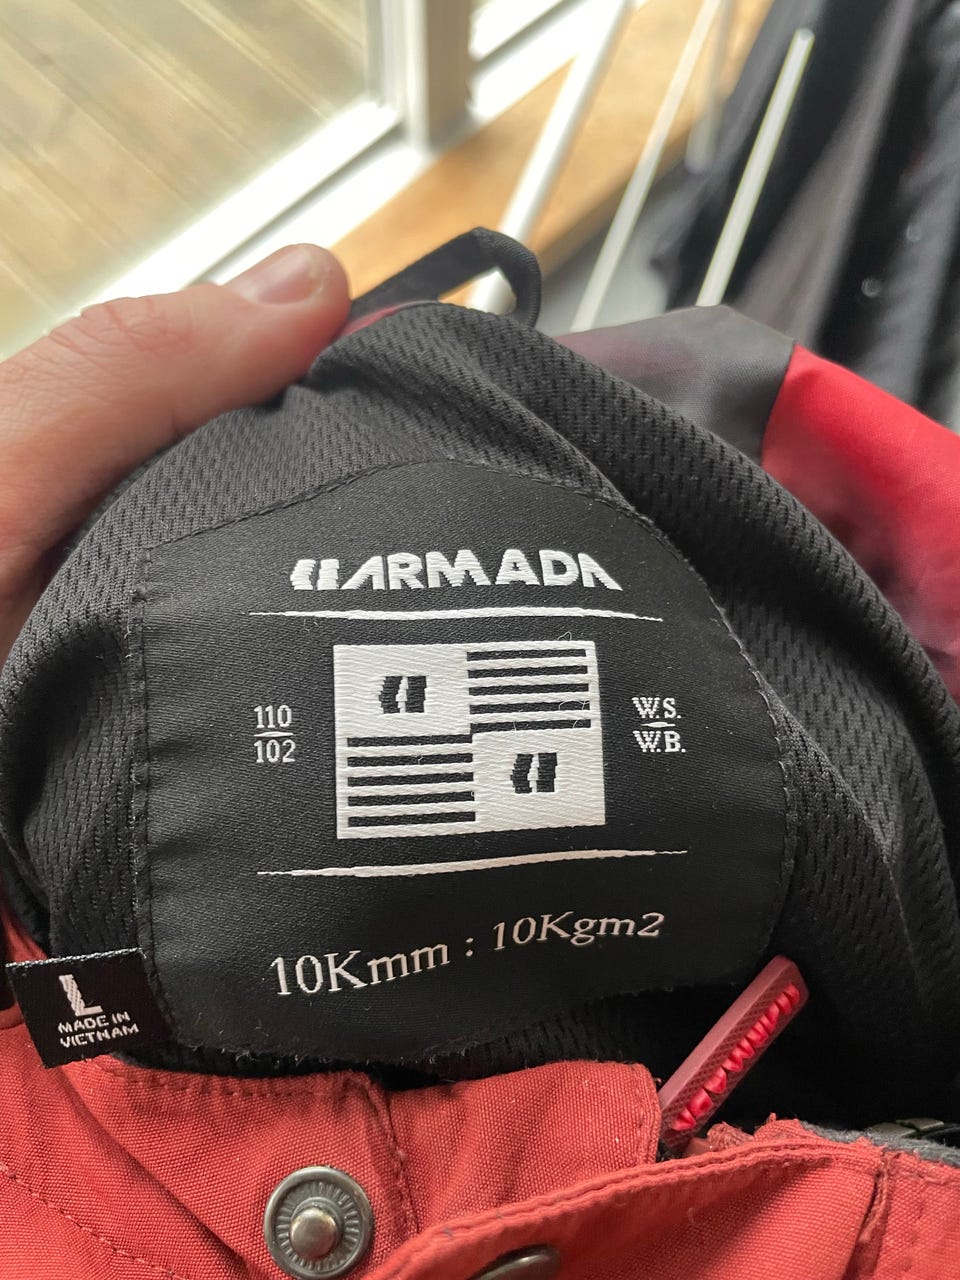 ARMADA
110
102
W.S.
W.B.
10Kmm : 10Kgm2
L
MADE IN
VIETNAM